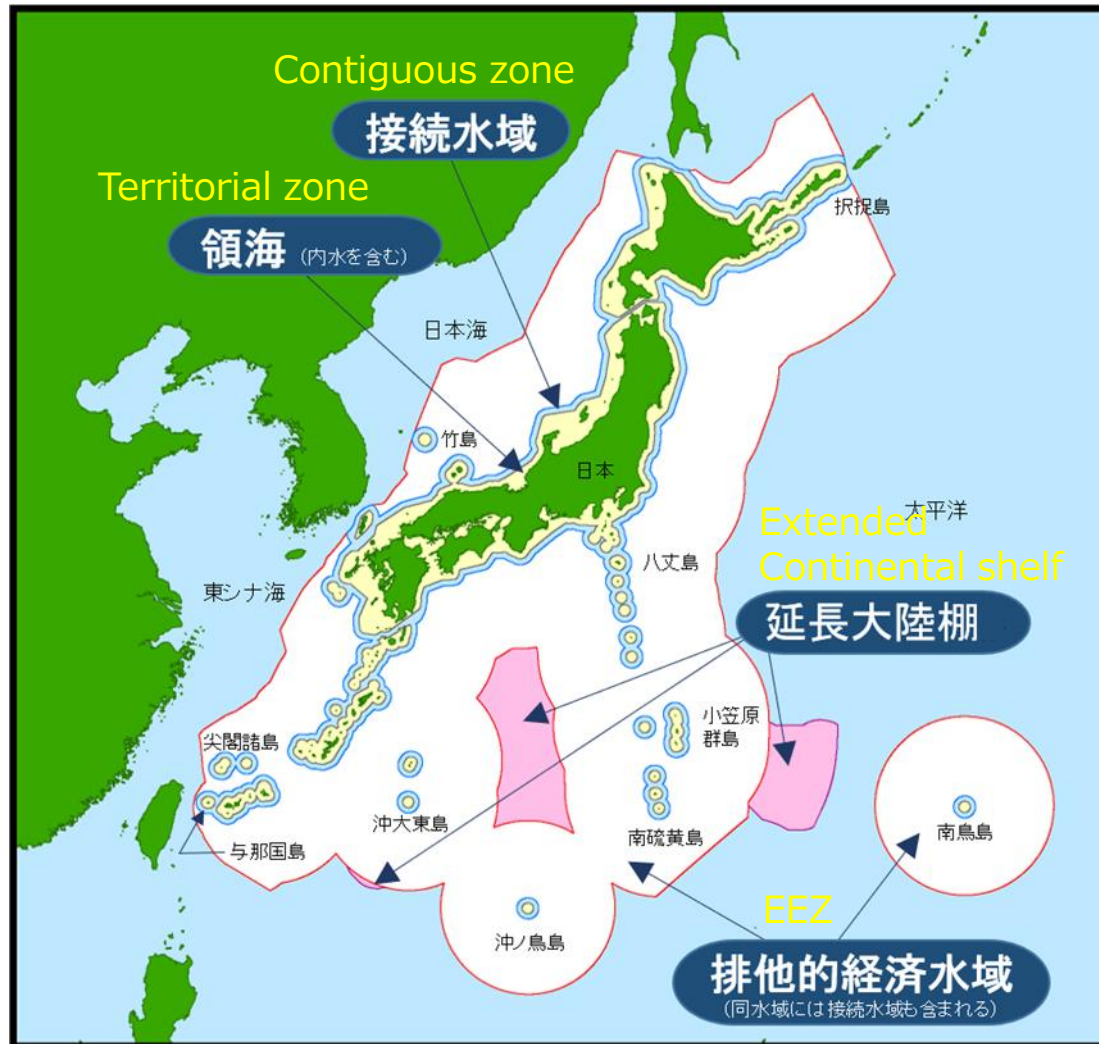 Contiguous zone
接続水域
Territorial zone
領海 (内水を含む)
択捉島
日本海
竹島
日本
太平洋
Extended
Continental shelf
八丈島
東シナ海
延長大陸棚
小笠原
群島
尖閣諸島
沖大東島
南硫黄島
南鳥島
与那国島
EEZ
沖ノ鳥島
排他的経済水域
(同水域には接続水域も含まれる)